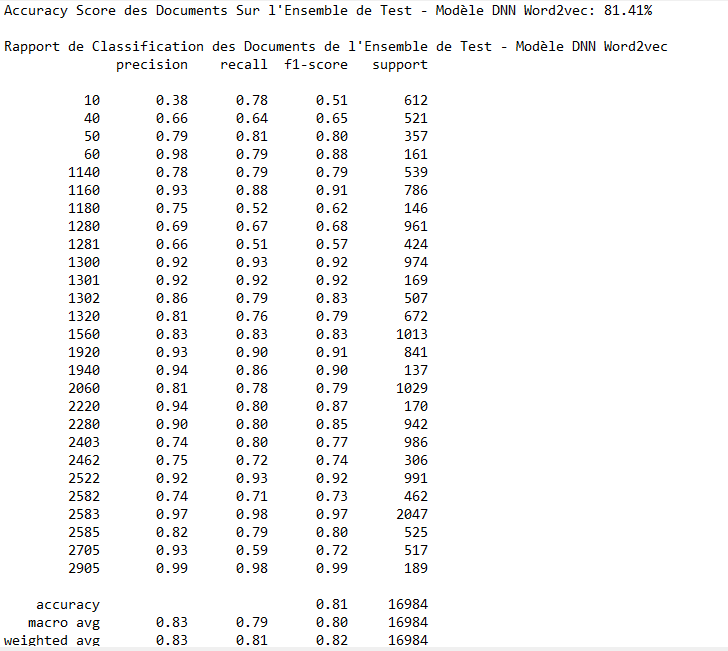 Accuracy Score des Documents Sur l'Ensemble de Test - Modèle DNN Word2vec: 81.41%
Rapport de Classification des Documents de l'Ensemble de Test - Modèle DNN Word2vec
precision recall f1-score support
10 0.38 0.78 0.51 612
40 0.66 0.64 0.65 521
50 0.79 0.81 0.80 357
60 0.98 0.79 0.88 161
1140 0.78 0.79 0.79 539
1160 0.93 0.88 0.91 786
1180 0.75 0.52 0.62 146
1280 0.69 0.67 0.68 961
1281 0.66 0.51 0.57 424
1300 0.92 0.93 0.92 974
1301 0.92 0.92 0.92 169
1302 0.86 0.79 0.83 507
1320 0.81 0.76 0.79 672
1560 0.83 0.83 0.83 1013
1920 0.93 0.90 0.91 841
1940 0.94 0.86 0.90 137
2060 0.81 0.78 0.79 1029
2220 0.94 0.80 0.87 170
2280 0.90 0.80 0.85 942
2403 0.74 0.80 0.77 986
2462 0.75 0.72 0.74 306
2522 0.92 0.93 0.92 991
2582 0.74 0.71 0.73 462
2583 0.97 0.98 0.97 2047
2585 0.82 0.79 0.80 525
2705 0.93 0.59 0.72 517
2905 0.99 0.98 0.99 189
accuracy 0.81 16984
macro avg 0.83 0.79 0.80 16984
weighted avg 0.83 0.81 0.82 16984